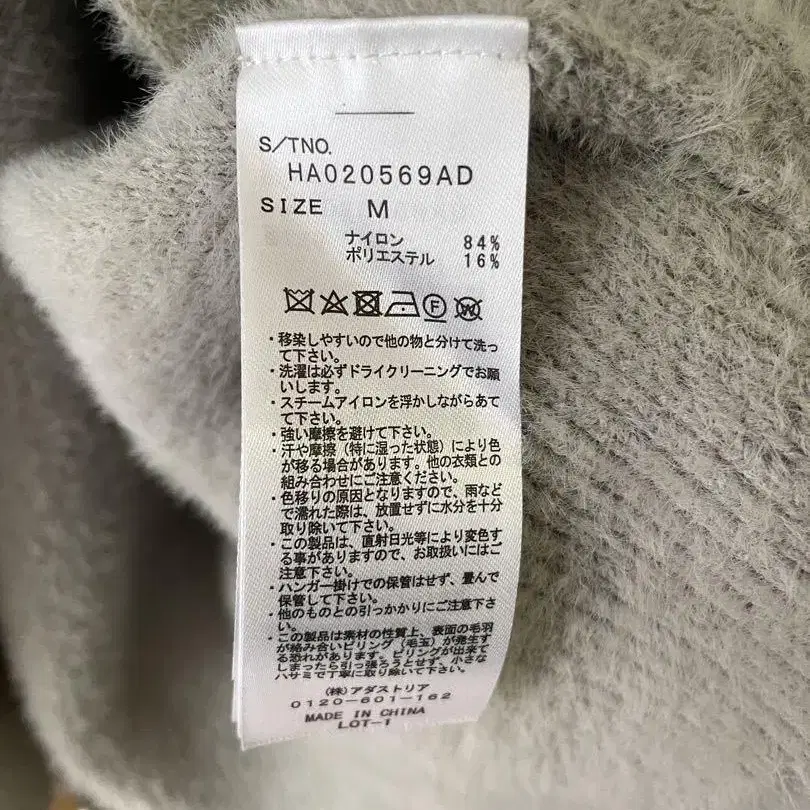 S/TNO.
HA020569AD
SIZE M
ナイロン 84%
ポリエステル 16%
F
W
・移染しやすいので他の物と分けて洗っ
て下さい。
・洗濯は必ずドライクリーニングでお願
いします。
・スチームアイロンを浮かしながらあて
て下さい。
・強い摩擦を避けて下さい。
・汗や摩擦（特に湿った状態）により色
が移る場合があります。他の衣類との
組み合わせにご注意ください。
・色移りの原因となりますので、雨など
で濡れた際は、放置せずに水分を十分
取り除いて下さい。
・この製品は、直射日光等により変色す
る事がありますので、お取扱いにはご
注意下さい。
・ハンガー掛けでの保管はせず、畳んで
保管して下さい。
・他のものとの引っかかりにご注意下さ
い。
・この製品は素材の性質上、表面の毛羽
が絡み合いピリング（毛玉）が発生す
る恐れがあります。ピリングが出来て
しまったら引っ張ろうとせず、小さな
ハサミで丁寧に取り除いて下さい。
（株）アダストリア
0120-601-162
MADE IN CHINA
LOT-1